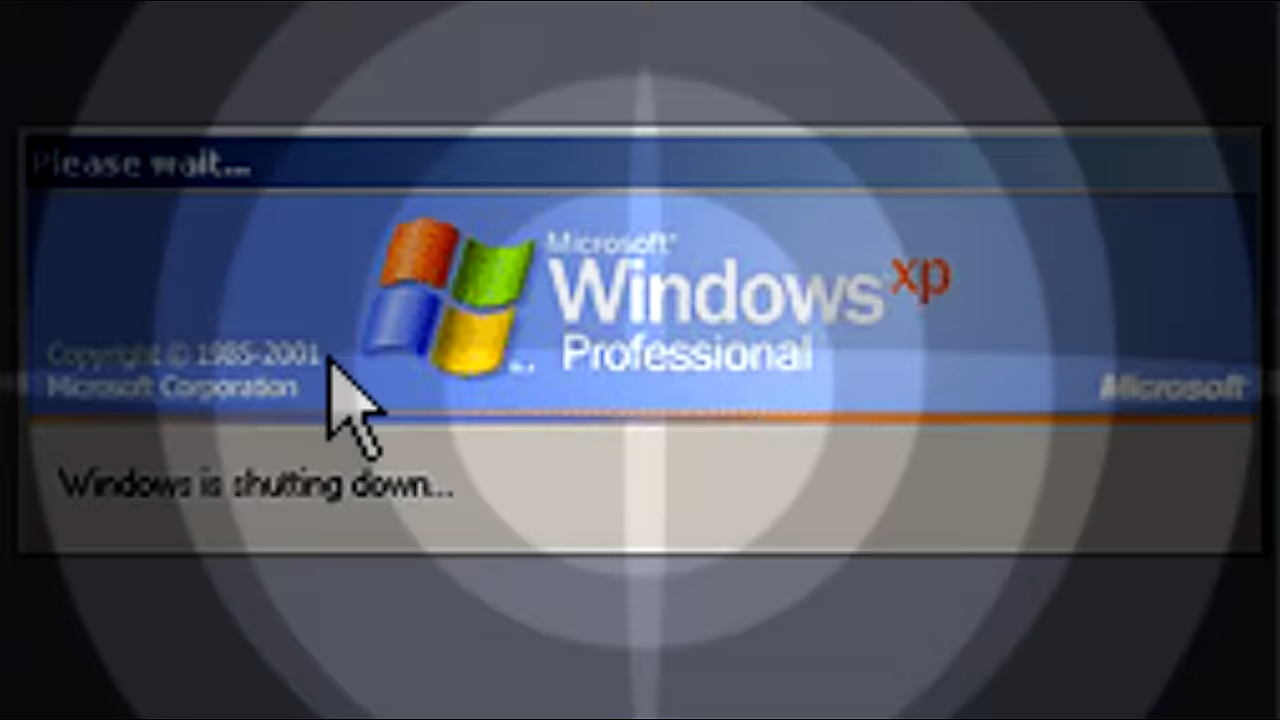 Please wait...
Microsoft®
Windows xp
Professional
Copyright © 1985-2001
Microsoft Corporation
Microsoft
Windows is shutting down...